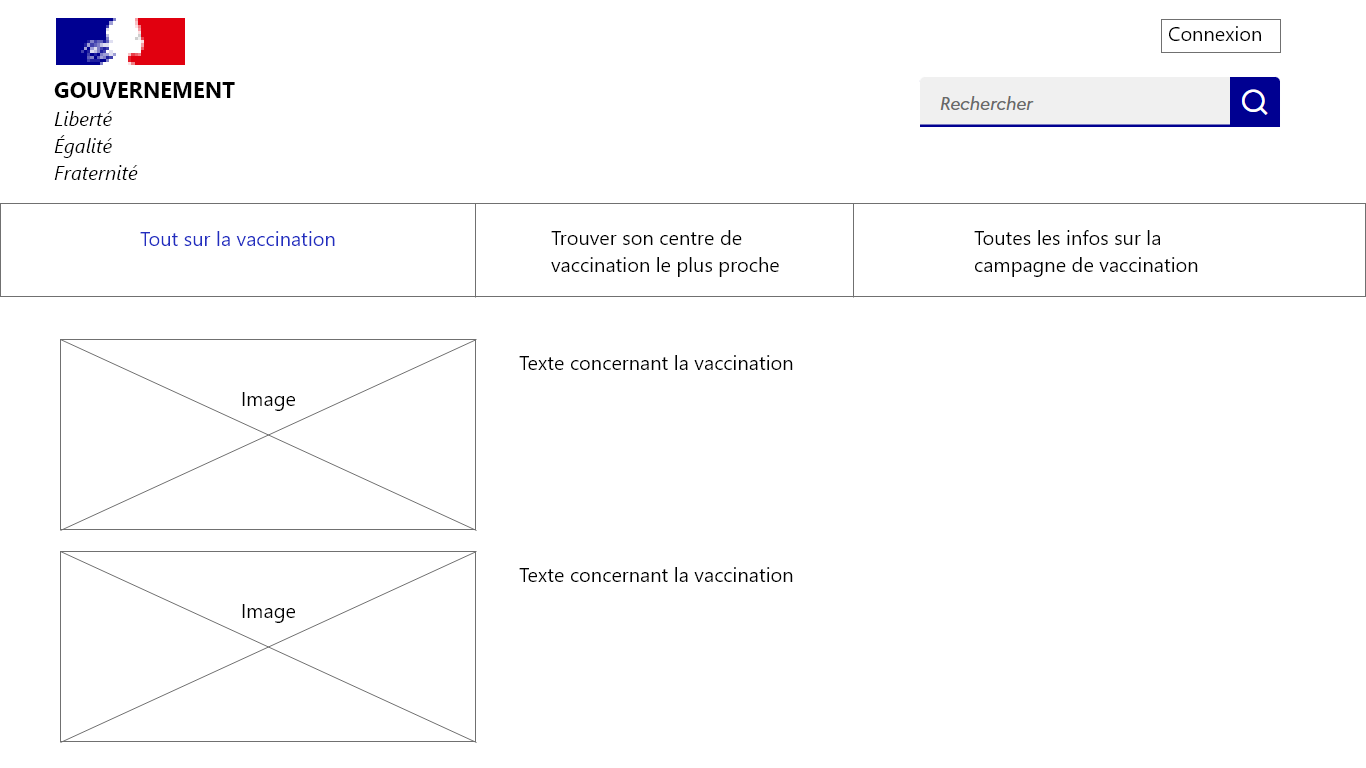 GOUVERNEMENT
Liberté
Égalité
Fraternité
Connexion
Rechercher
Tout sur la vaccination
Trouver son centre de
vaccination le plus proche
Toutes les infos sur la
campagne de vaccination
Image
Texte concernant la vaccination
Image
Texte concernant la vaccination